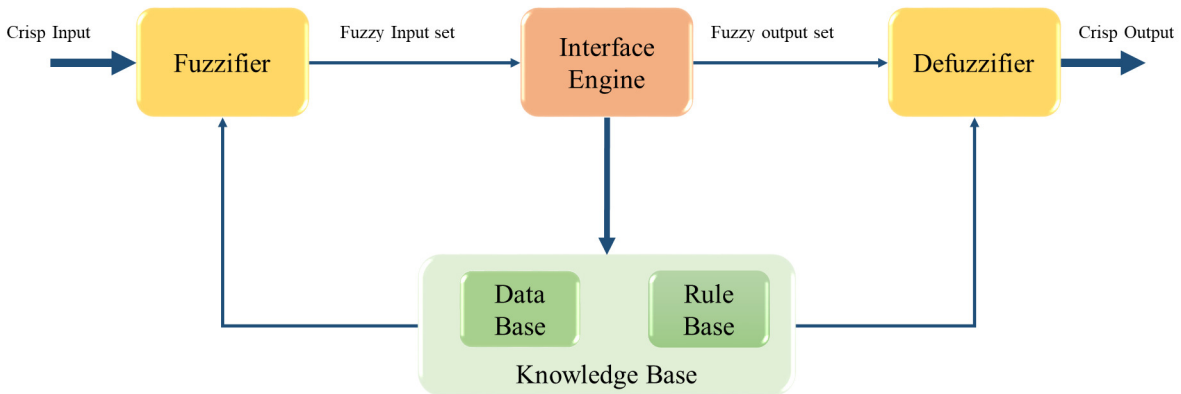 Crisp Input
Fuzzifier
Fuzzy Input set
Interface
Engine
Fuzzy output set
Defuzzifier
Crisp Output
Data
Base
Rule
Base
Knowledge Base